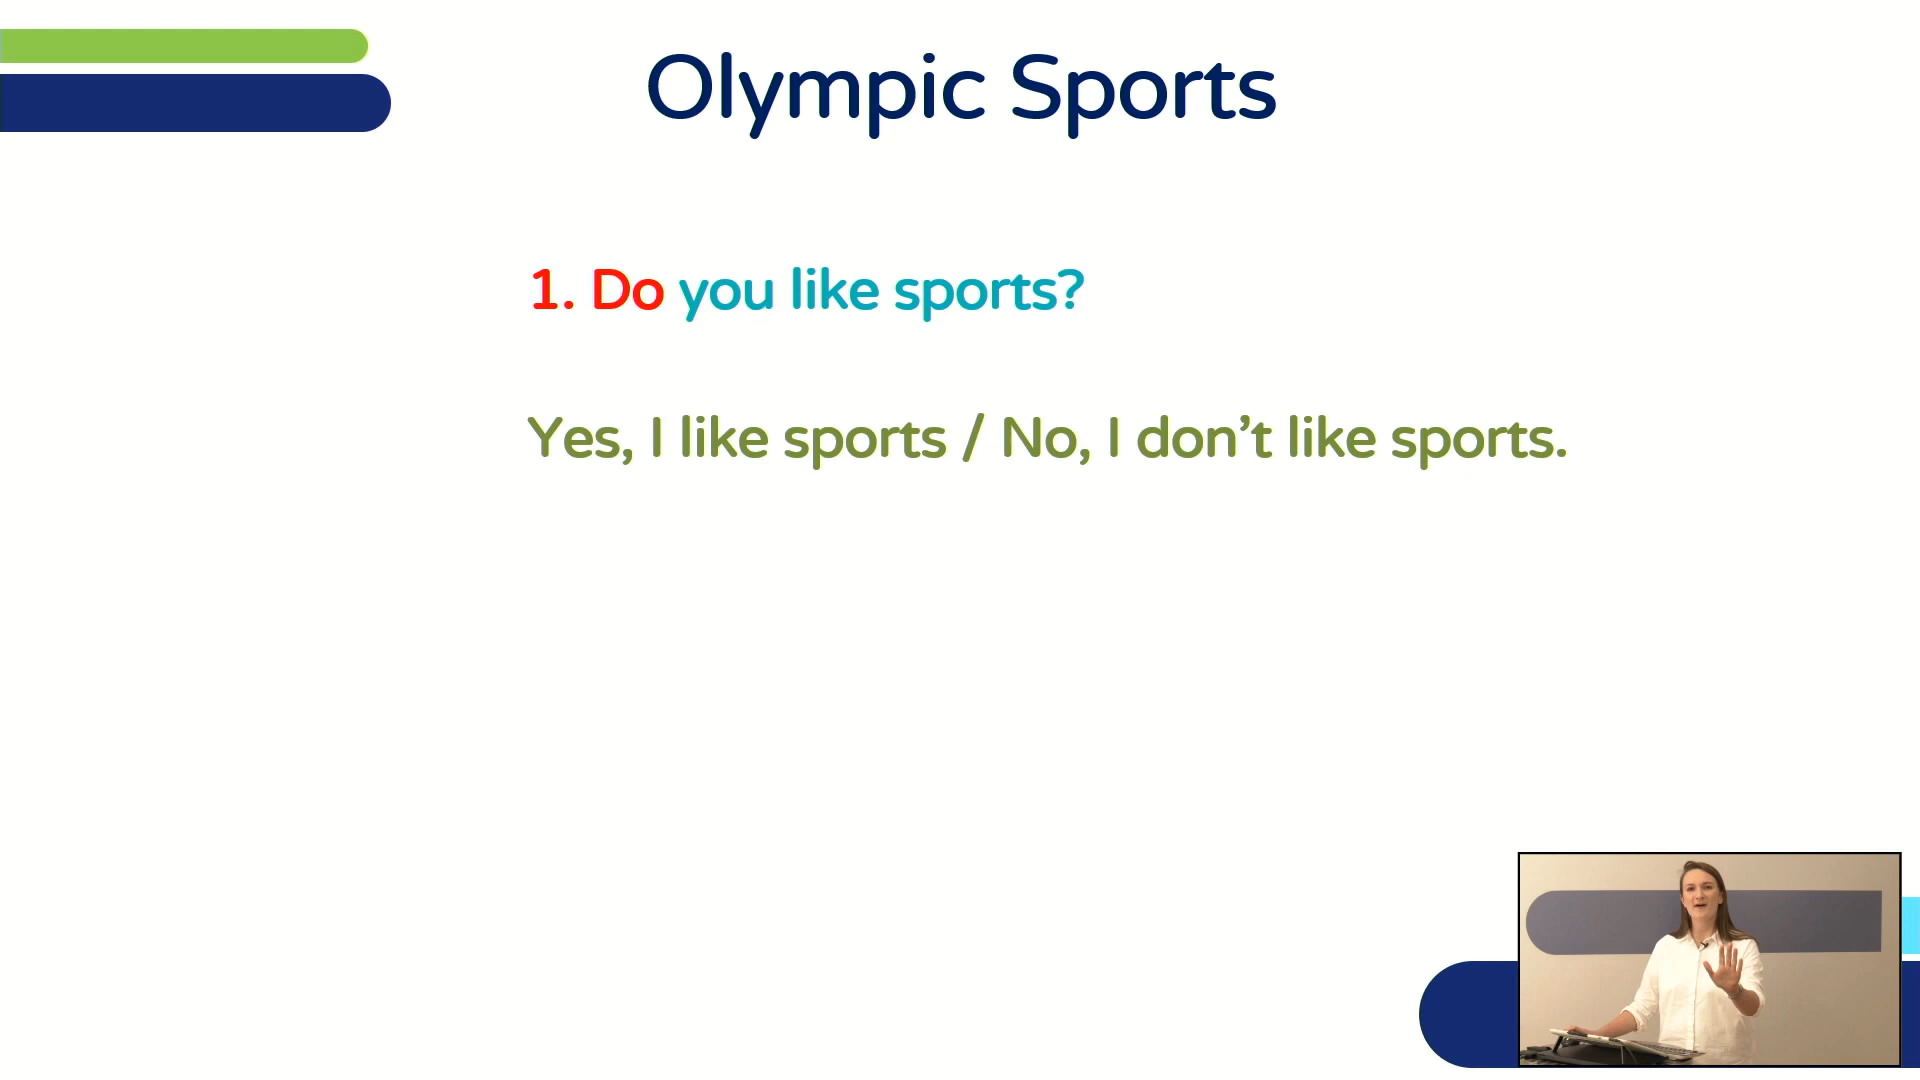 Olympic Sports
1. Do you like sports?
Yes, I like sports / No, I don’t like sports.